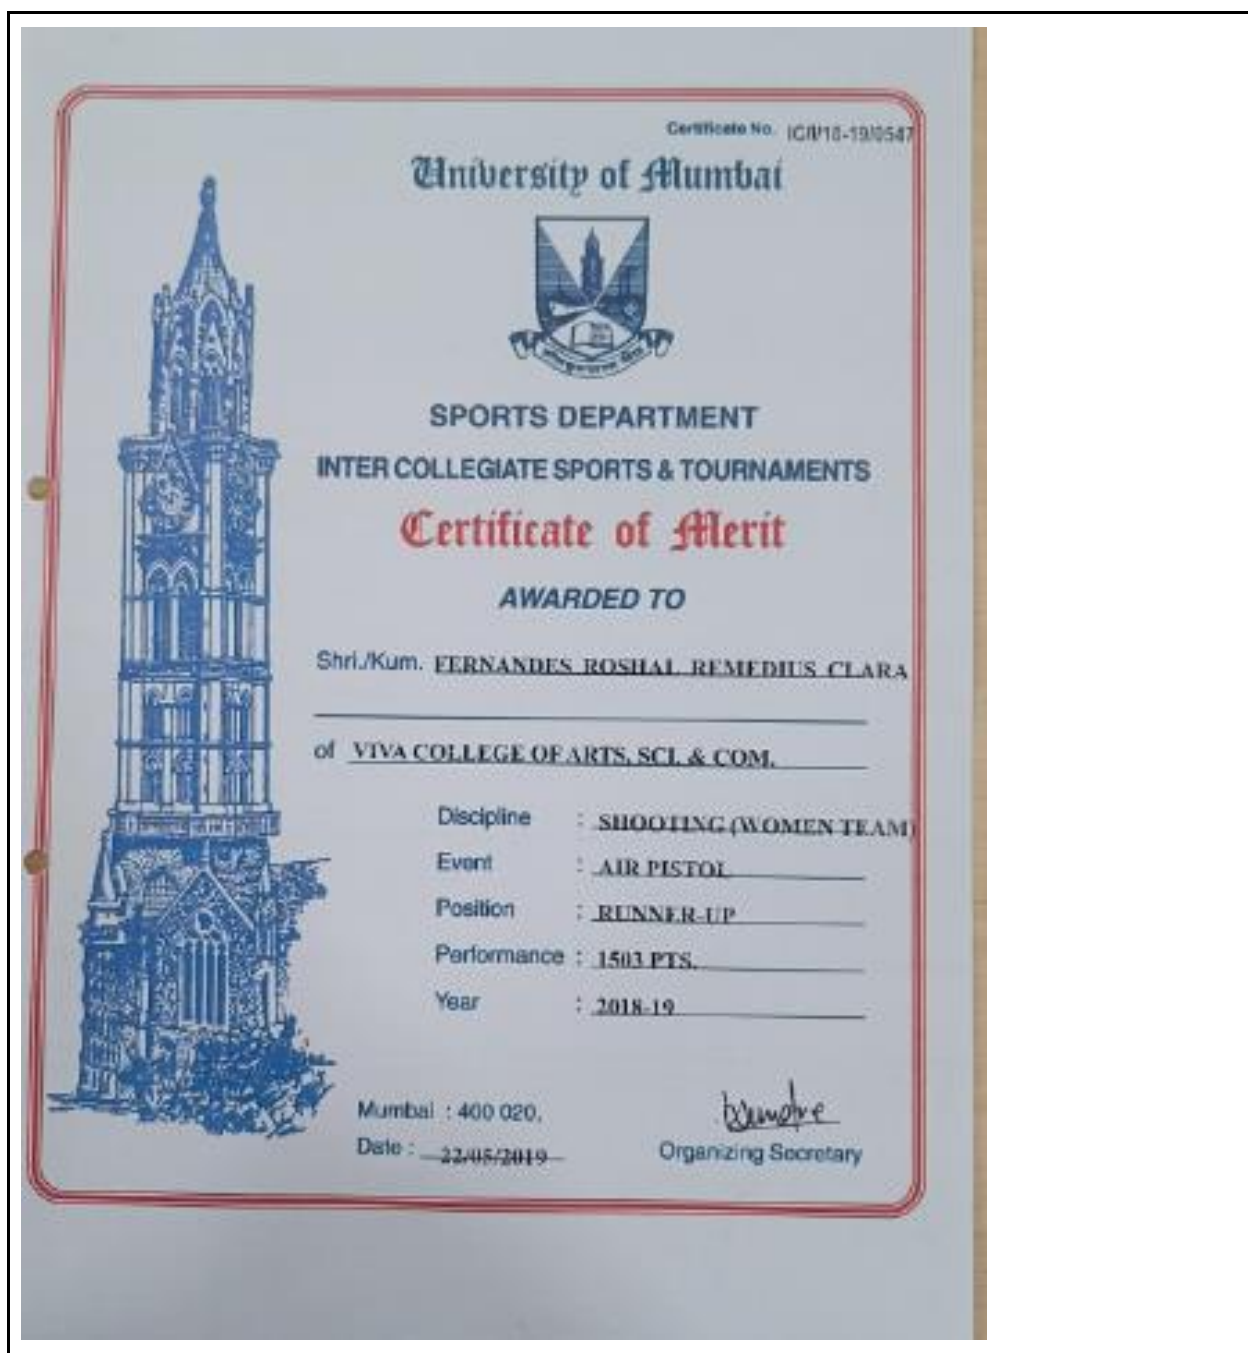 Certificate No. IC/I/18-19/0547
University of Mumbai
SPORTS DEPARTMENT
INTER COLLEGIATE SPORTS & TOURNAMENTS
Certificate of Merit
AWARDED TO
Shri./Kum. FERNANDES ROSHAL REMEDIUS CLARA
of VIVA COLLEGE OF ARTS, SCI. & COM.
Discipline : SHOOTING (WOMEN TEAM)
Event : AIR PISTOL
Position : RUNNER-UP
Performance : 1503 PTS.
Year : 2018-19
Mumbai : 400 020.
Date : 22/05/2019
Organizing Secretary